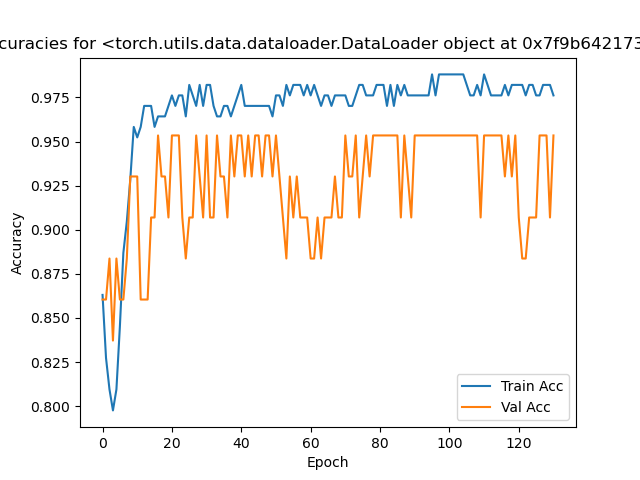 curacies for <torch.utils.data.dataloader.DataLoader object at 0x7f9b642173
0.975
0.950
0.925
0.900
0.875
0.850
0.825
0.800
Accuracy
Train Acc
Val Acc
0 20 40 60 80 100 120
Epoch